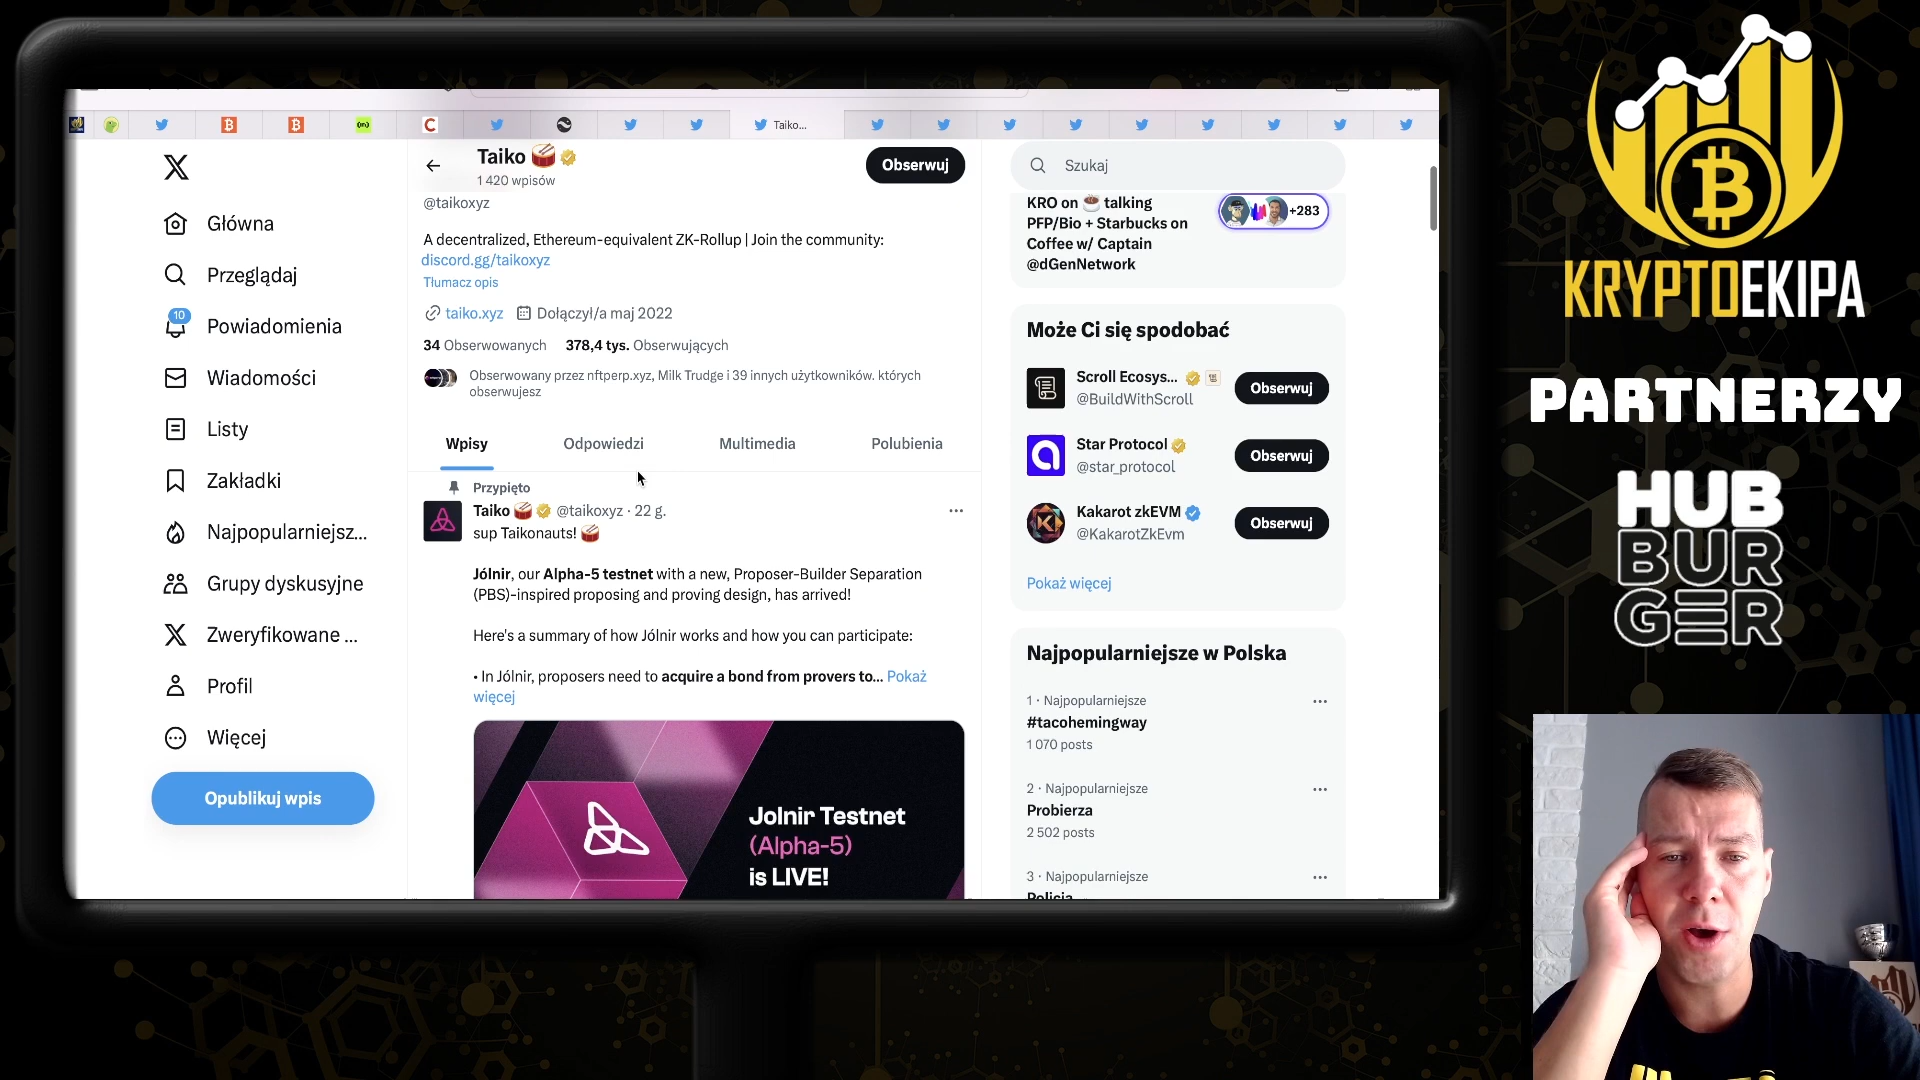 Taiko...
Taiko
1 420 wpisów
Obserwuj
@taikoxyz
A decentralized, Ethereum-equivalent ZK-Rollup | Join the community:
discord.gg/taikoxyz
Tłumacz opis
taiko.xyz Dołączył/a maj 2022
34 Obserwowanych 378,4 tys. Obserwujących
Obserwowany przez nftperp.xyz, Milk Trudge i 39 innych użytkowników. których
obserwujesz
Wpisy Odpowiedzi Multimedia Polubienia
Przypięto
Taiko @taikoxyz · 22 g.
sup Taikonauts!
Jólnir, our Alpha-5 testnet with a new, Proposer-Builder Separation
(PBS)-inspired proposing and proving design, has arrived!
Here's a summary of how Jólnir works and how you can participate:
• In Jólnir, proposers need to acquire a bond from provers to... Pokaż
więcej
Jolnir Testnet
(Alpha-5)
is LIVE!
Główna
Przeglądaj
10
Powiadomienia
Wiadomości
Listy
Zakładki
Najpopularniejsz...
Grupy dyskusyjne
Zweryfikowane ...
Profil
Więcej
Opublikuj wpis
Szukaj
KRO on ☕ talking
PFP/Bio + Starbucks on
Coffee w/ Captain
@dGenNetwork
+283
Może Ci się spodobać
Scroll Ecosys...
@BuildWithScroll
Obserwuj
Star Protocol
@star_protocol
Obserwuj
Kakarot zkEVM
@KakarotZkEvm
Obserwuj
Pokaż więcej
Najpopularniejsze w Polska
1 · Najpopularniejsze
#tacohemingway
1 070 posts
2 · Najpopularniejsze
Probierza
2 502 posts
3 · Najpopularniejsze
Policja
KRYPTOEKIPA
PARTNERZY
HUB
BUR
GER